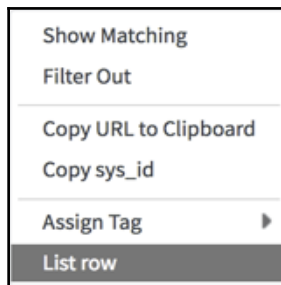 Show Matching
Filter Out
Copy URL to Clipboard
Copy sys_id
Assign Tag
List row